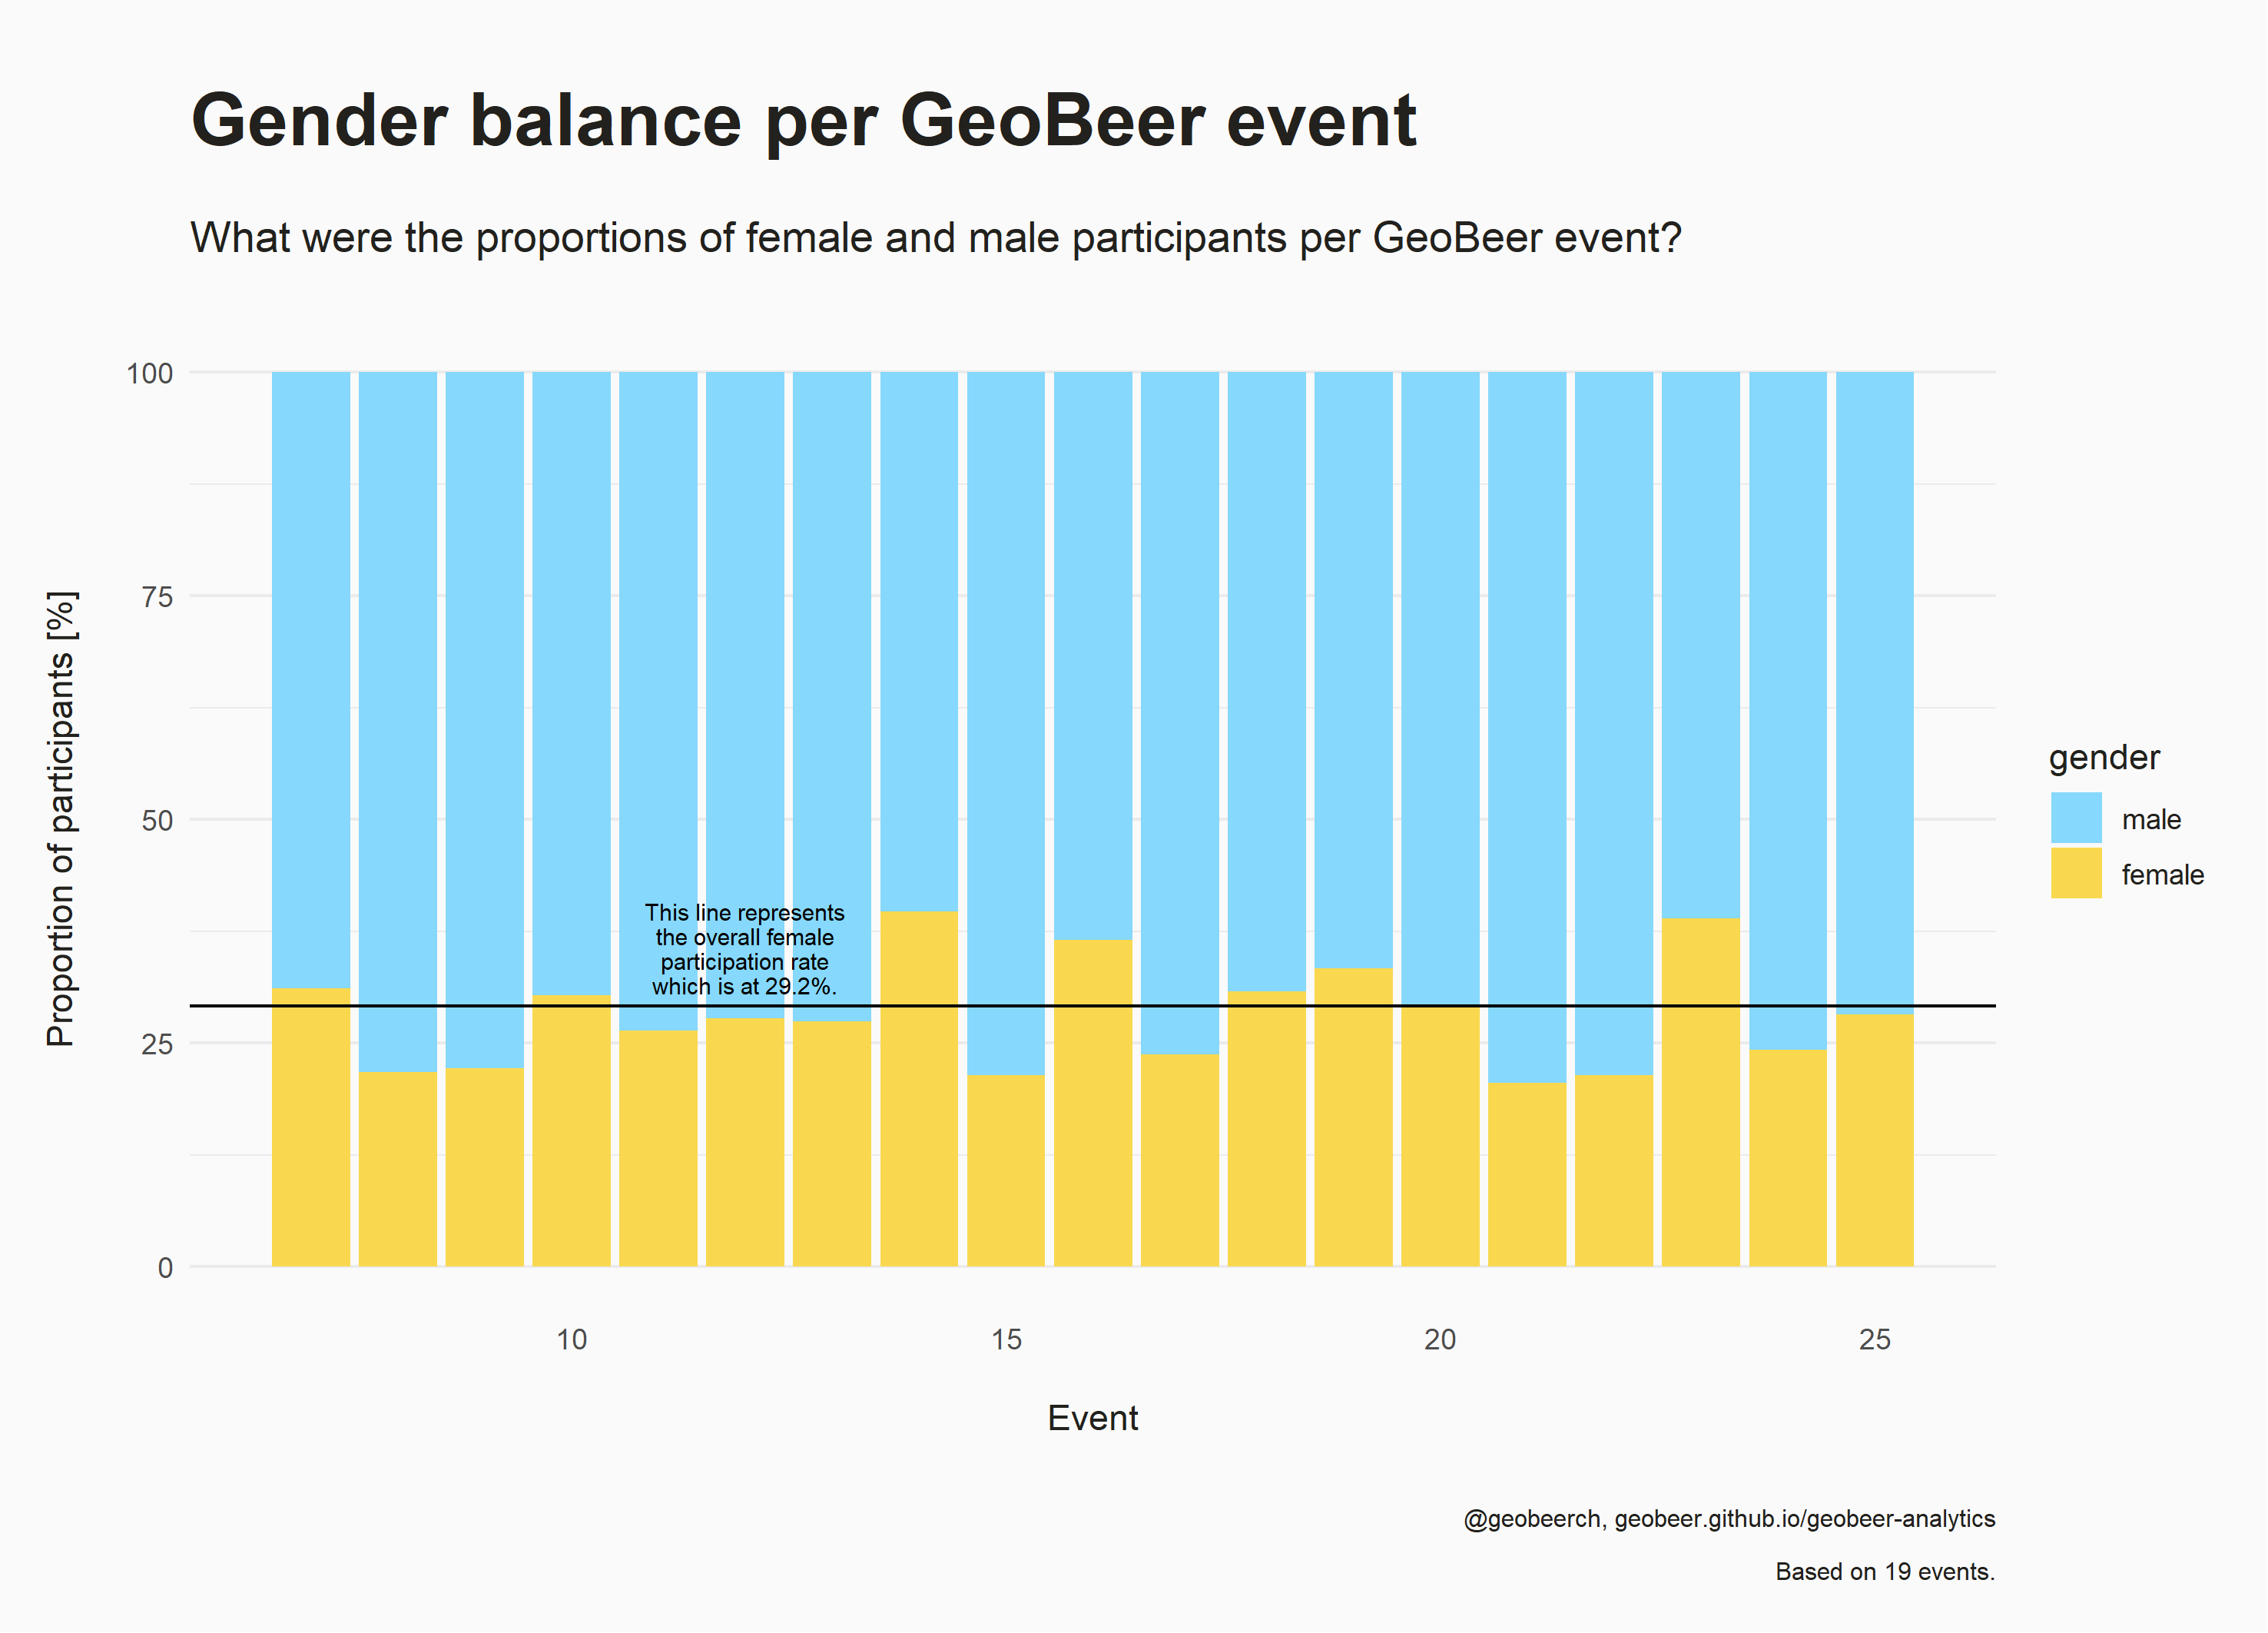 Gender balance per GeoBeer event
What were the proportions of female and male participants per GeoBeer event?
Proportion of participants [%]
100
75
50
25
0
This line represents
the overall female
participation rate
which is at 29.2%.
gender
male
female
10
15
20
25
Event
@geobeerch, geobeer.github.io/geobeer-analytics
Based on 19 events.